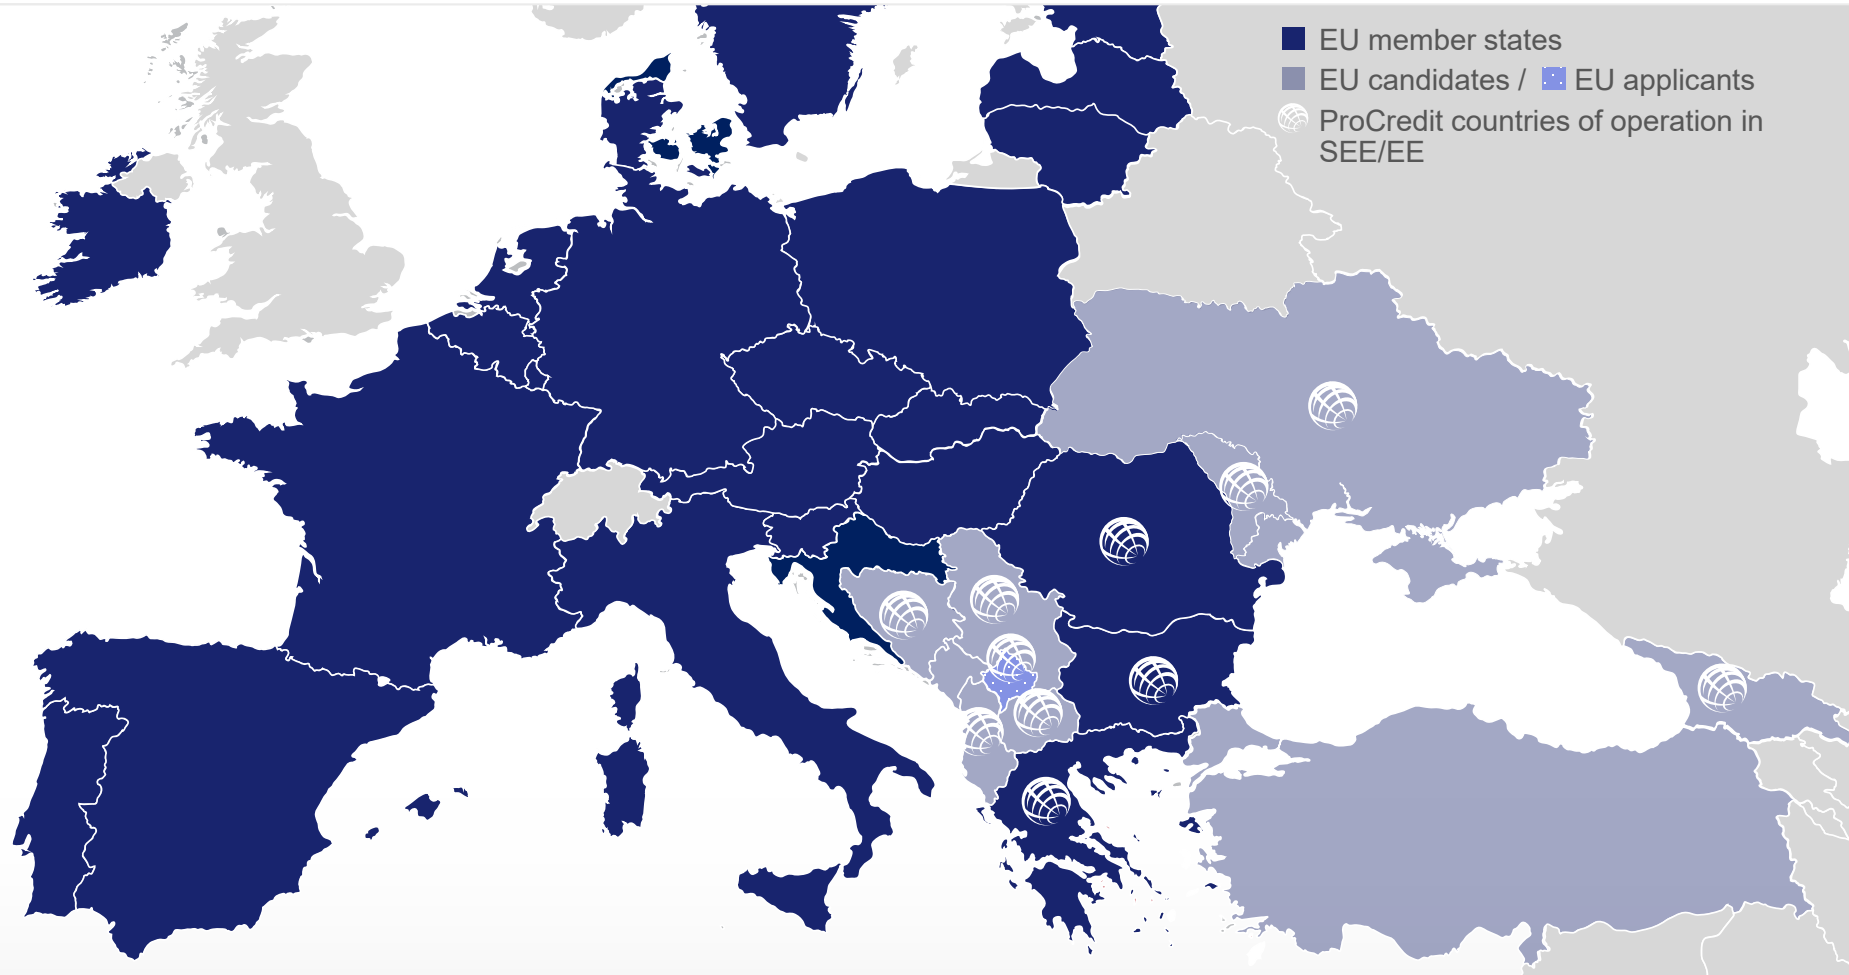 EU member states
EU candidates / EU applicants
ProCredit countries of operation in
SEE/EE